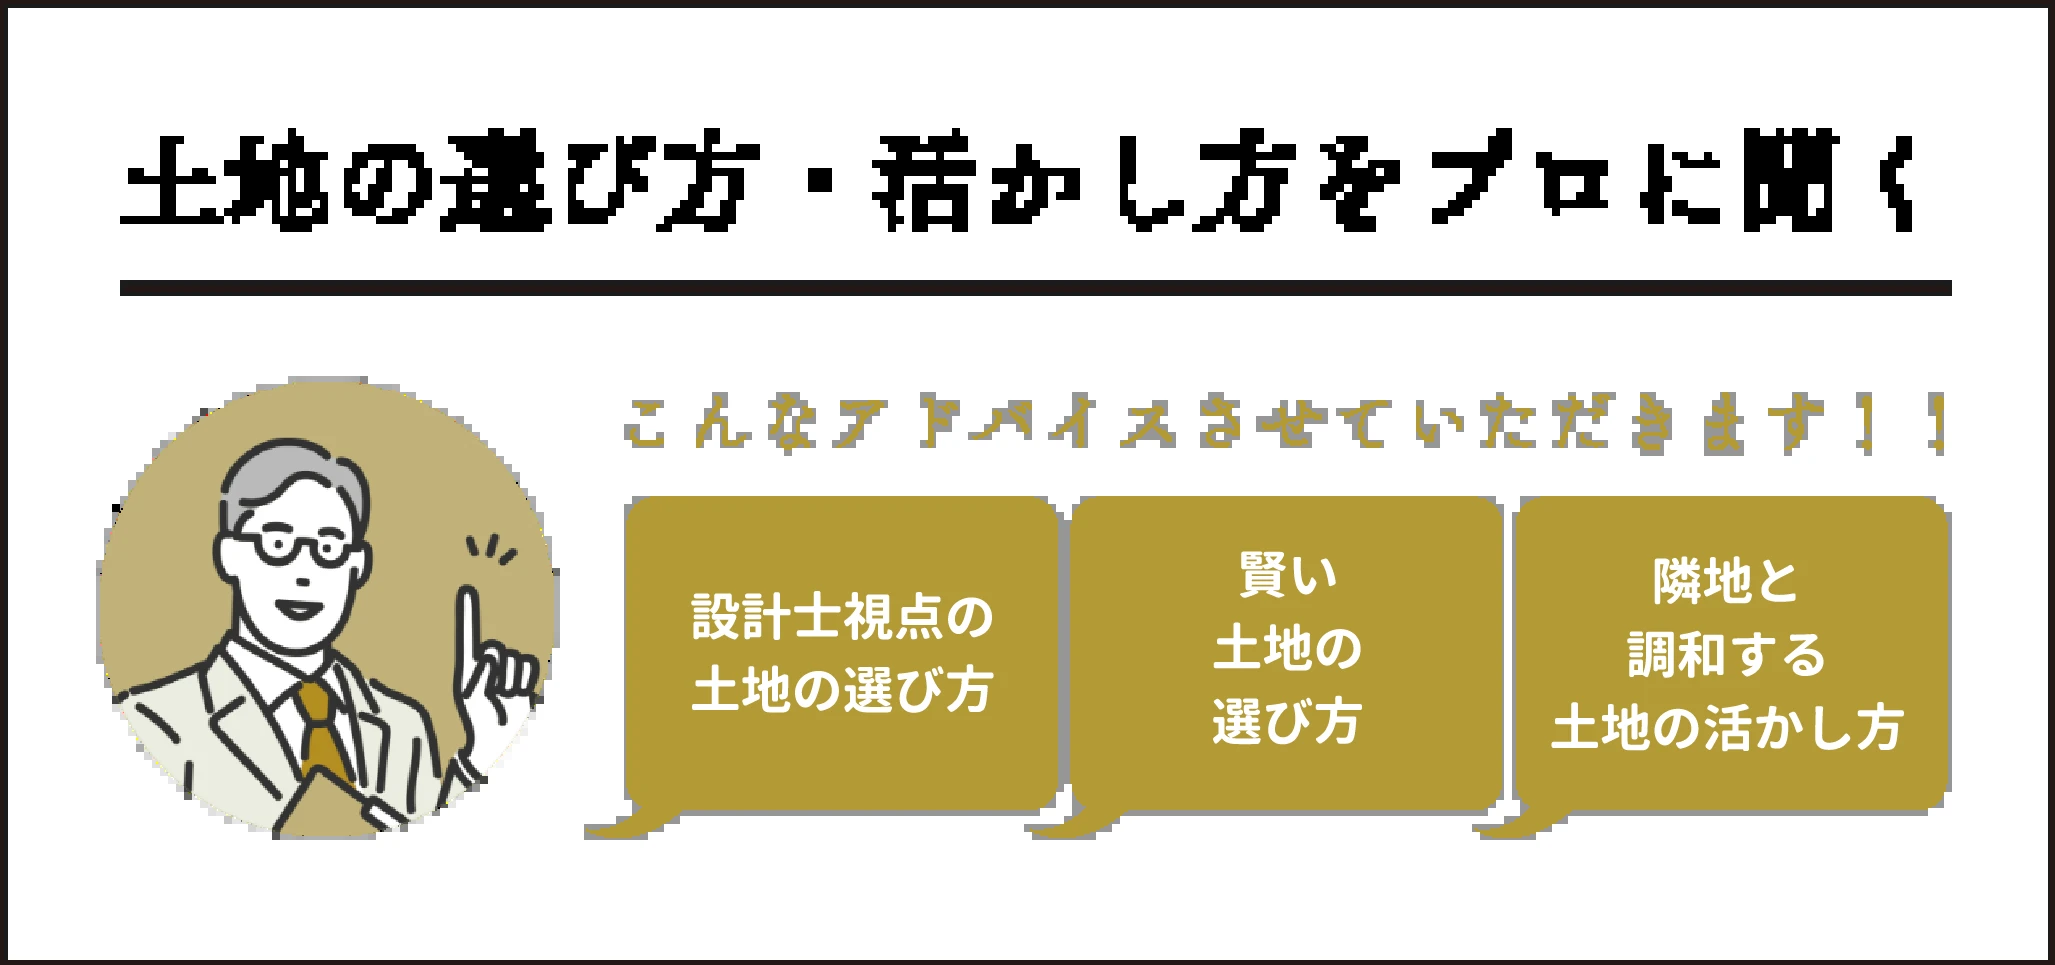 土地の選び方・活かし方をプロに聞く
こんなアドバイスさせていただきます！！
設計士視点の
土地の選び方
賢い
土地の
選び方
隣地と
調和する
土地の活かし方